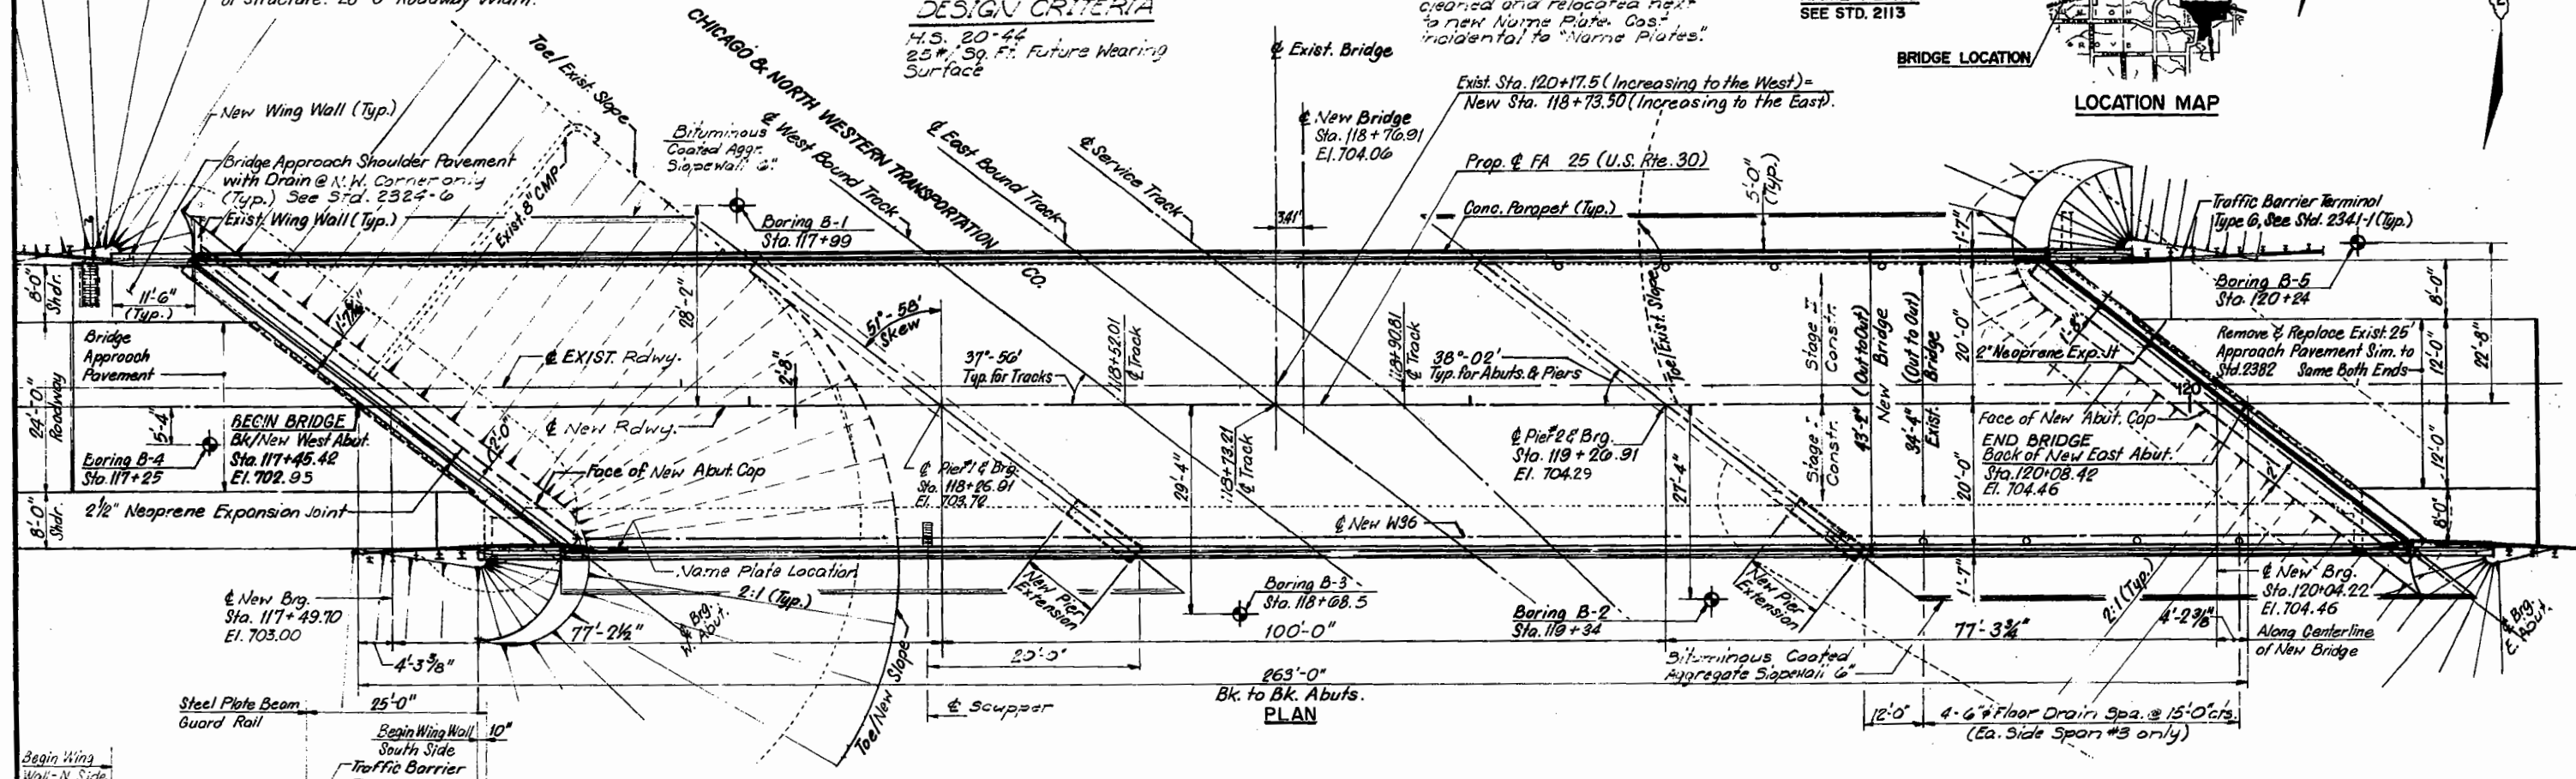 of Structure. 28'-0" Roadway Width.
DESIGN CRITERIA
H.S. 20-44
25#/Sq. Ft. Future Wearing
Surface
cleaned and relocated next
to new Name Plate. Cost
incidental to "Name Plates".
SEE STD. 2113
BRIDGE LOCATION
LOCATION MAP
CHICAGO & NORTH WESTERN TRANSPORTATION
CO.
Toe/Exist. Slope
New Wing Wall (Typ.)
Bridge Approach Shoulder Pavement
with Drain @ N.W. Corner only
(Typ.) See Std. 2324-6
Exist. Wing Wall (Typ.)
Exist. 8" CMP
Bituminous
Coated Aggr.
Slopewall 6".
Boring B-1
Sta. 117+99
℄ West Bound Track
℄ East Bound Track
℄ Service Track
℄ Exist. Bridge
℄ New Bridge
Sta. 118+76.91
El. 704.06
3.41'
Exist. Sta. 120+17.5 (Increasing to the West)=
New Sta. 118+73.50 (Increasing to the East).
Prop. ℄ FA 25 (U.S. Rte. 30)
Conc. Parapet (Typ.)
5'-0"
(Typ.)
1'-7"
Traffic Barrier Terminal
Type 6, See Std. 2341-1 (Typ.)
Boring B-5
Sta. 120+24
8'-0"
Shdr.
11'-6"
(Typ.)
Bridge
Approach
Pavement
24'-0"
Roadway
5'-4"
Boring B-4
Sta. 117+25
BEGIN BRIDGE
Bk/New West Abut.
Sta. 117+45.42
El. 702.95
8'-0"
Shdr.
2½" Neoprene Expansion Joint
℄ EXIST. Rdwy.
℄ New Rdwy.
Face of New Abut. Cap
28'-2"
2'-8"
51°-58'
Skew
37°-56'
Typ. for Tracks
118+52.01
℄ Track
118+73.21
℄ Track
118+90.81
℄ Track
38°-02'
Typ. for Abuts. & Piers
Toe/Exist. Slope
Toe/Exist. Slope
℄ Pier #1 & Brg.
Sta. 118+26.91
El. 703.72
29'-4"
℄ Pier #2 & Brg.
Sta. 119+26.91
El. 704.29
27'-4"
Stage II
Constr.
Stage I
Constr.
43'-2" (Out to Out)
New Bridge
34'-4" (Out to Out)
Exist. Bridge
20'-0"
20'-0"
1'-7"
2" Neoprene Exp. Jt
120
Face of New Abut. Cap
END BRIDGE
Back of New East Abut.
Sta. 120+08.42
El. 704.46
Remove & Replace Exist. 25'
Approach Pavement Sim. to
Std. 2382 Same Both Ends
8'-0"
12'-0"
12'-0"
8'-0"
22'-8"
℄ New W36
Name Plate Location
2:1 (Typ.)
℄ New Brg.
Sta. 117+49.70
El. 703.00
4'-3⅜"
77'-2½"
℄ Brg.
W. Abut.
New Pier
Extension
Boring B-3
Sta. 118+68.5
100'-0"
Boring B-2
Sta. 119+34
New Pier
Extension
77'-3¾"
2:1 (Typ.)
4'-2⅜"
℄ New Brg.
Sta. 120+04.22
El. 704.46
Along Centerline
of New Bridge
℄ Brg.
E. Abut.
20'-0"
263'-0"
Bk. to Bk. Abuts.
PLAN
℄ Scupper
Toe/New Slope
Bituminous Coated
Aggregate Slopewall 6"
12'-0"
4-6"ϕ Floor Drain Spa. @ 15'-0" cts.
(Ea. Side Span #3 only)
Steel Plate Beam
Guard Rail
25'-0"
Begin Wing Wall
South Side
10"
Traffic Barrier
Begin Wing
Wall-N. Side